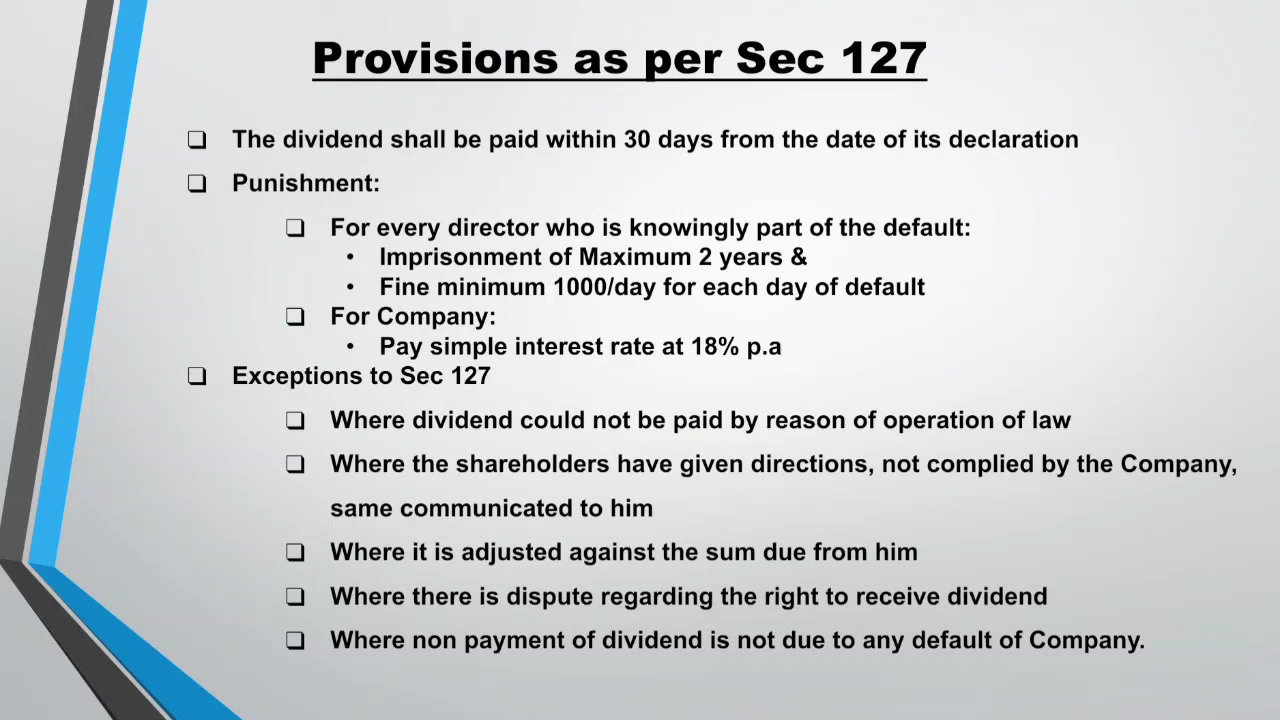 Provisions as per Sec 127
❑ The dividend shall be paid within 30 days from the date of its declaration
❑ Punishment:
❑ For every director who is knowingly part of the default:
• Imprisonment of Maximum 2 years &
• Fine minimum 1000/day for each day of default
❑ For Company:
• Pay simple interest rate at 18% p.a
❑ Exceptions to Sec 127
❑ Where dividend could not be paid by reason of operation of law
❑ Where the shareholders have given directions, not complied by the Company,
same communicated to him
❑ Where it is adjusted against the sum due from him
❑ Where there is dispute regarding the right to receive dividend
❑ Where non payment of dividend is not due to any default of Company.